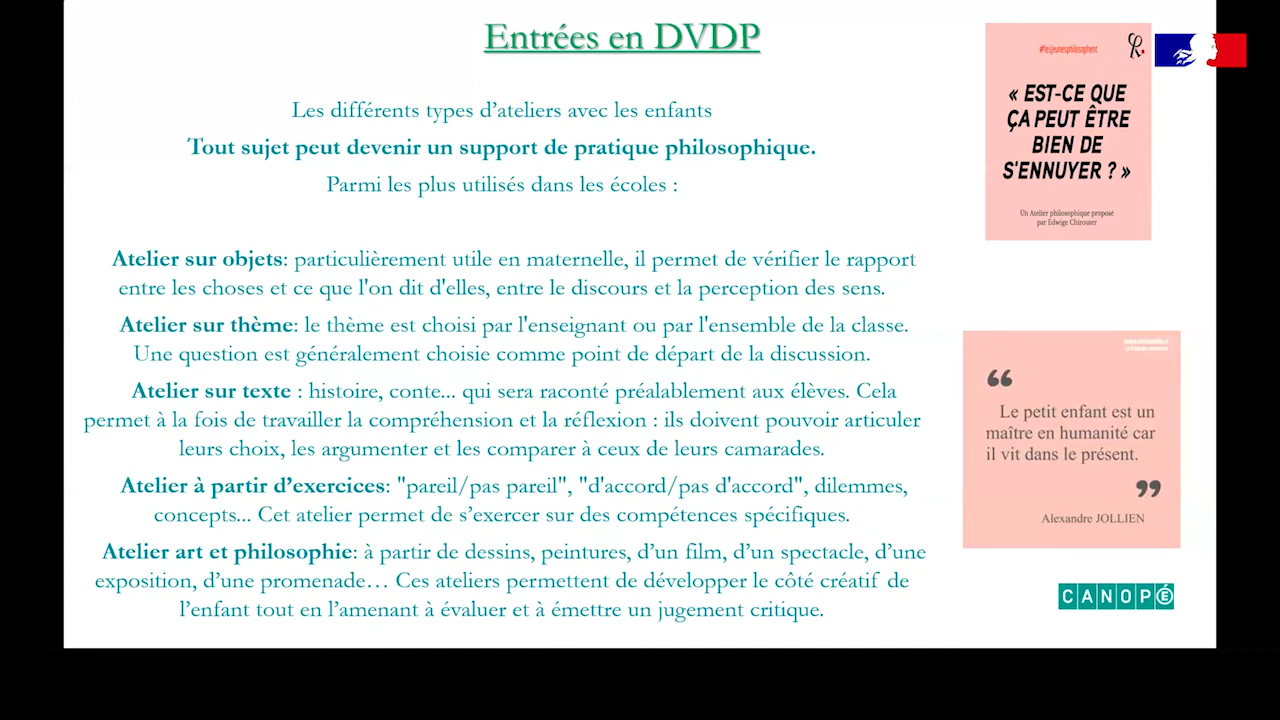 Entrées en DVDP
Les différents types d’ateliers avec les enfants
Tout sujet peut devenir un support de pratique philosophique.
Parmi les plus utilisés dans les écoles :
Atelier sur objets: particulièrement utile en maternelle, il permet de vérifier le rapport
entre les choses et ce que l'on dit d'elles, entre le discours et la perception des sens.
Atelier sur thème: le thème est choisi par l'enseignant ou par l'ensemble de la classe.
Une question est généralement choisie comme point de départ de la discussion.
Atelier sur texte : histoire, conte... qui sera raconté préalablement aux élèves. Cela
permet à la fois de travailler la compréhension et la réflexion : ils doivent pouvoir articuler
leurs choix, les argumenter et les comparer à ceux de leurs camarades.
Atelier à partir d’exercices: "pareil/pas pareil", "d'accord/pas d'accord", dilemmes,
concepts... Cet atelier permet de s’exercer sur des compétences spécifiques.
Atelier art et philosophie: à partir de dessins, peintures, d’un film, d’un spectacle, d’une
exposition, d’une promenade… Ces ateliers permettent de développer le côté créatif de
l’enfant tout en l’amenant à évaluer et à émettre un jugement critique.
#lesjeunesphilosophent
« EST-CE QUE
ÇA PEUT ÊTRE
BIEN DE
S'ENNUYER ? »
Un Atelier philosophique proposé
par Edwige Chirouter
“
Le petit enfant est un
maître en humanité car
il vit dans le présent.
”
Alexandre JOLLIEN
CANOPÉ